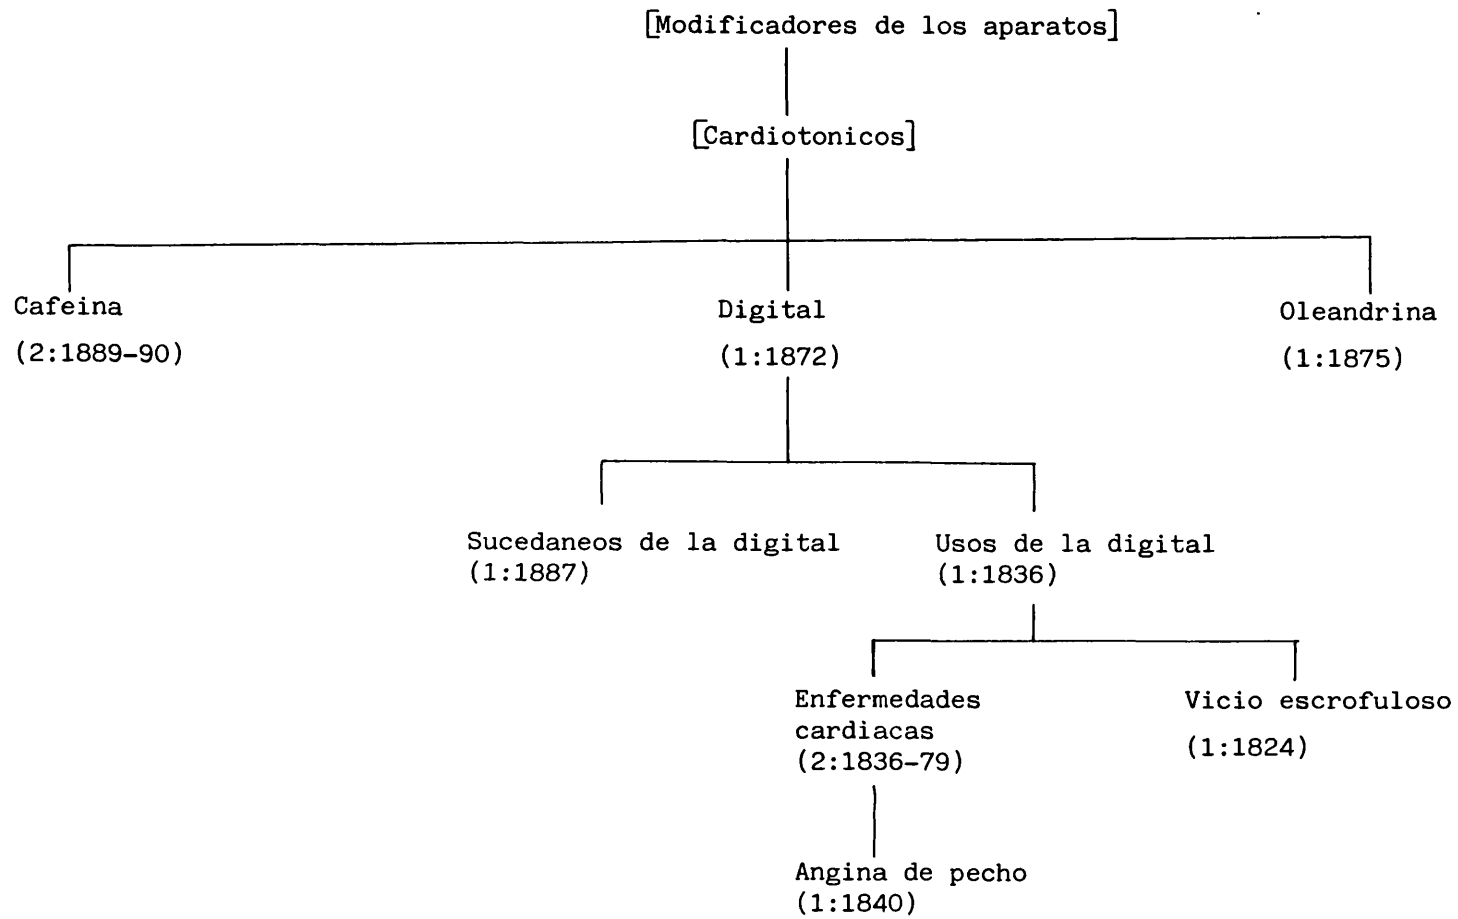 [Modificadores de los aparatos]
[Cardiotonicos]
Cafeina
(2:1889-90)
Digital
(1:1872)
Oleandrina
(1:1875)
Sucedaneos de la digital
(1:1887)
Usos de la digital
(1:1836)
Enfermedades
cardiacas
(2:1836-79)
Vicio escrofuloso
(1:1824)
Angina de pecho
(1:1840)